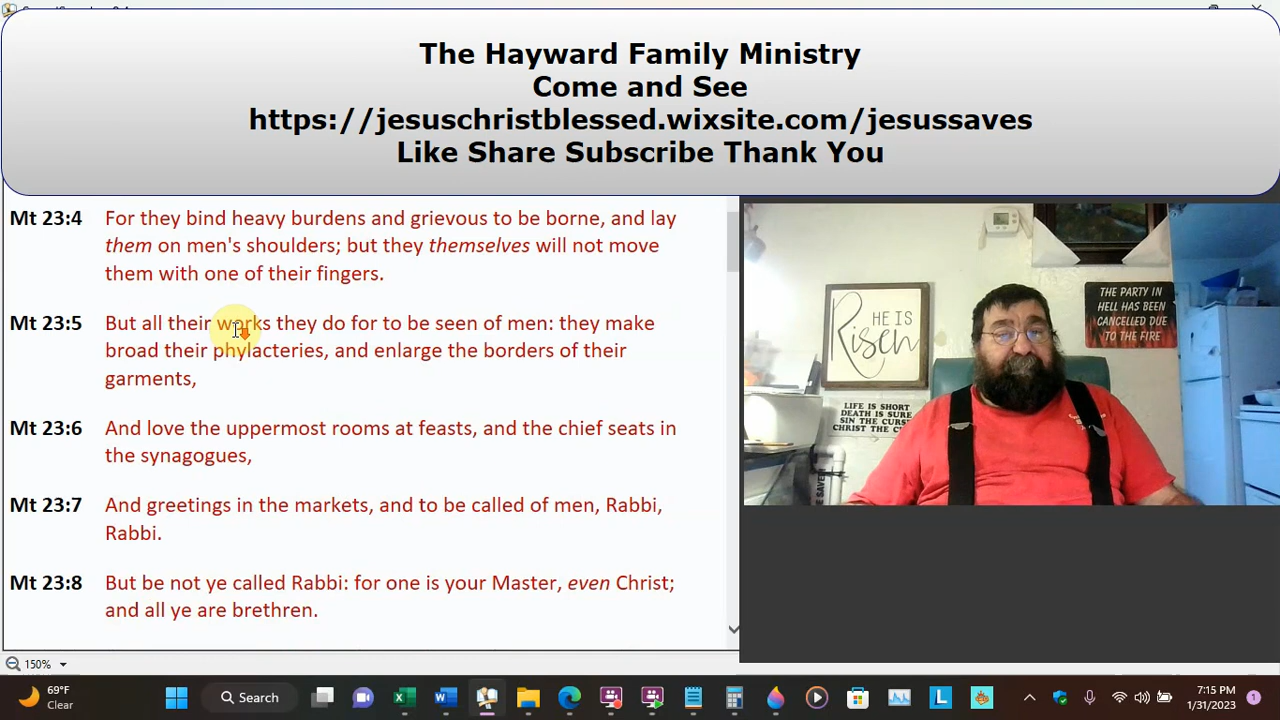 The Hayward Family Ministry
Come and See
https://jesuschristblessed.wixsite.com/jesussaves
Like Share Subscribe Thank You
Mt 23:4 For they bind heavy burdens and grievous to be borne, and lay
them on men's shoulders; but they themselves will not move
them with one of their fingers.
Mt 23:5 But all their works they do for to be seen of men: they make
broad their phylacteries, and enlarge the borders of their
garments,
Mt 23:6 And love the uppermost rooms at feasts, and the chief seats in
the synagogues,
Mt 23:7 And greetings in the markets, and to be called of men, Rabbi,
Rabbi.
Mt 23:8 But be not ye called Rabbi: for one is your Master, even Christ;
and all ye are brethren.
HE IS
Risen
THE PARTY IN
HELL HAS BEEN
CANCELLED DUE
TO THE FIRE
LIFE IS SHORT
DEATH IS SURE
SIN THE CURS
CHRIST THE CU
150%
69°F
Clear
Search
7:15 PM
1/31/2023
1